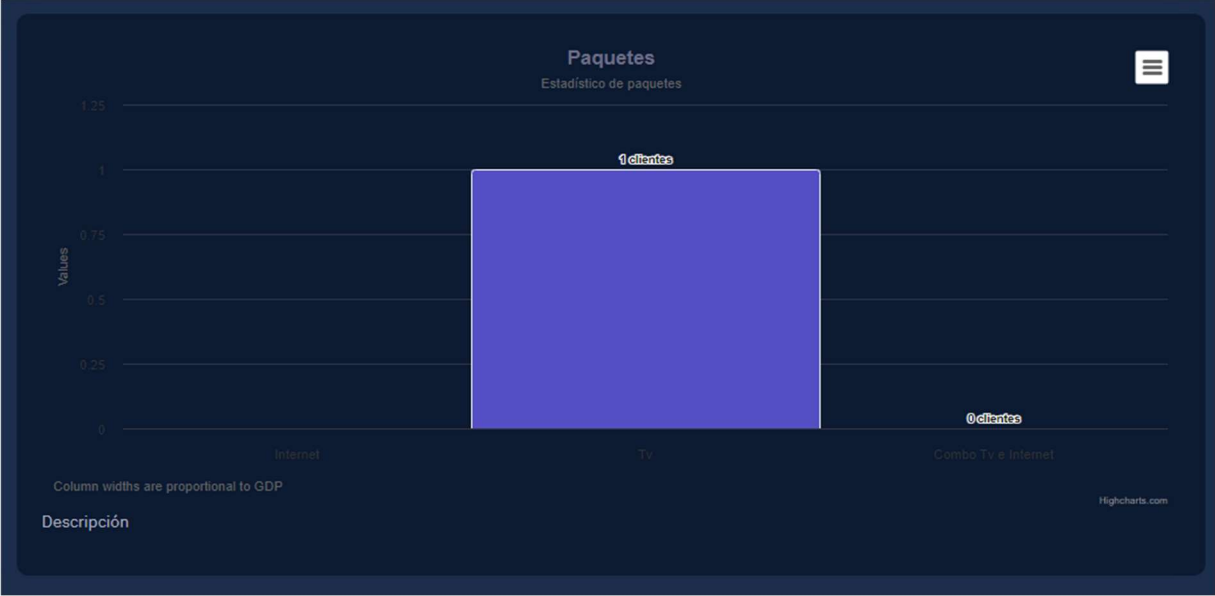 Paquetes
Estadístico de paquetes
1.25
1
0.75
0.5
0.25
0
Values
1 clientes
0 clientes
Internet
Tv
Combo Tv e Internet
Column widths are proportional to GDP
Highcharts.com
Descripción